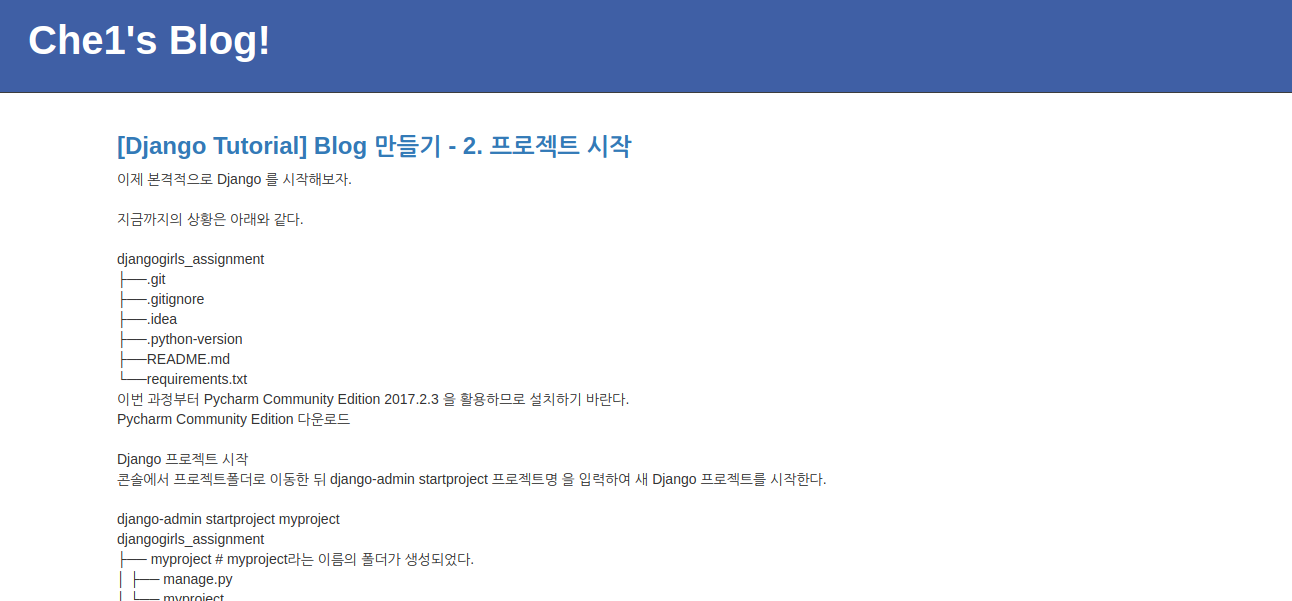 Che1's Blog!
[Django Tutorial] Blog 만들기 - 2. 프로젝트 시작
이제 본격적으로 Django 를 시작해보자.
지금까지의 상황은 아래와 같다.
djangogirls_assignment
├──.git
├──.gitignore
├──.idea
├──.python-version
├──README.md
└──requirements.txt
이번 과정부터 Pycharm Community Edition 2017.2.3 을 활용하므로 설치하기 바란다.
Pycharm Community Edition 다운로드
Django 프로젝트 시작
콘솔에서 프로젝트폴더로 이동한 뒤 django-admin startproject 프로젝트명 을 입력하여 새 Django 프로젝트를 시작한다.
django-admin startproject myproject
djangogirls_assignment
├── myproject # myproject라는 이름의 폴더가 생성되었다.
│ ├── manage.py
│ └── myproject